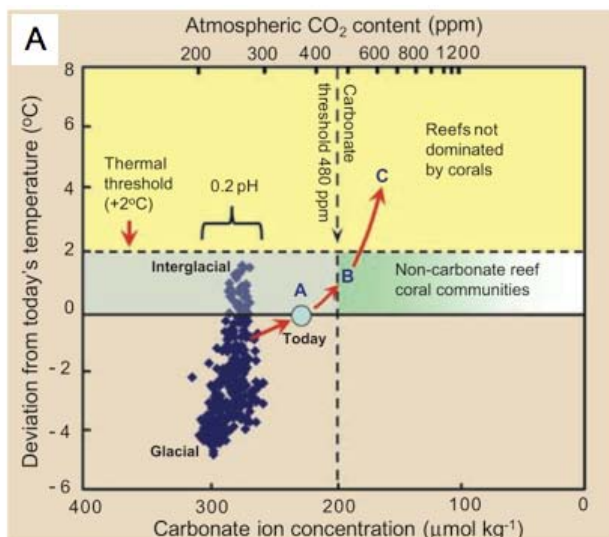 A
Atmospheric CO₂ content (ppm)
200 300 400 600 800 1200
8
6
4
2
0
-2
-4
-6
Deviation from today's temperature (°C)
Thermal
threshold
(+2°C)
0.2 pH
Carbonate
threshold 480 ppm
Reefs not
dominated
by corals
C
Interglacial
A
B
Non-carbonate reef
coral communities
Today
Glacial
400 300 200 100 0
Carbonate ion concentration (μmol kg⁻¹)